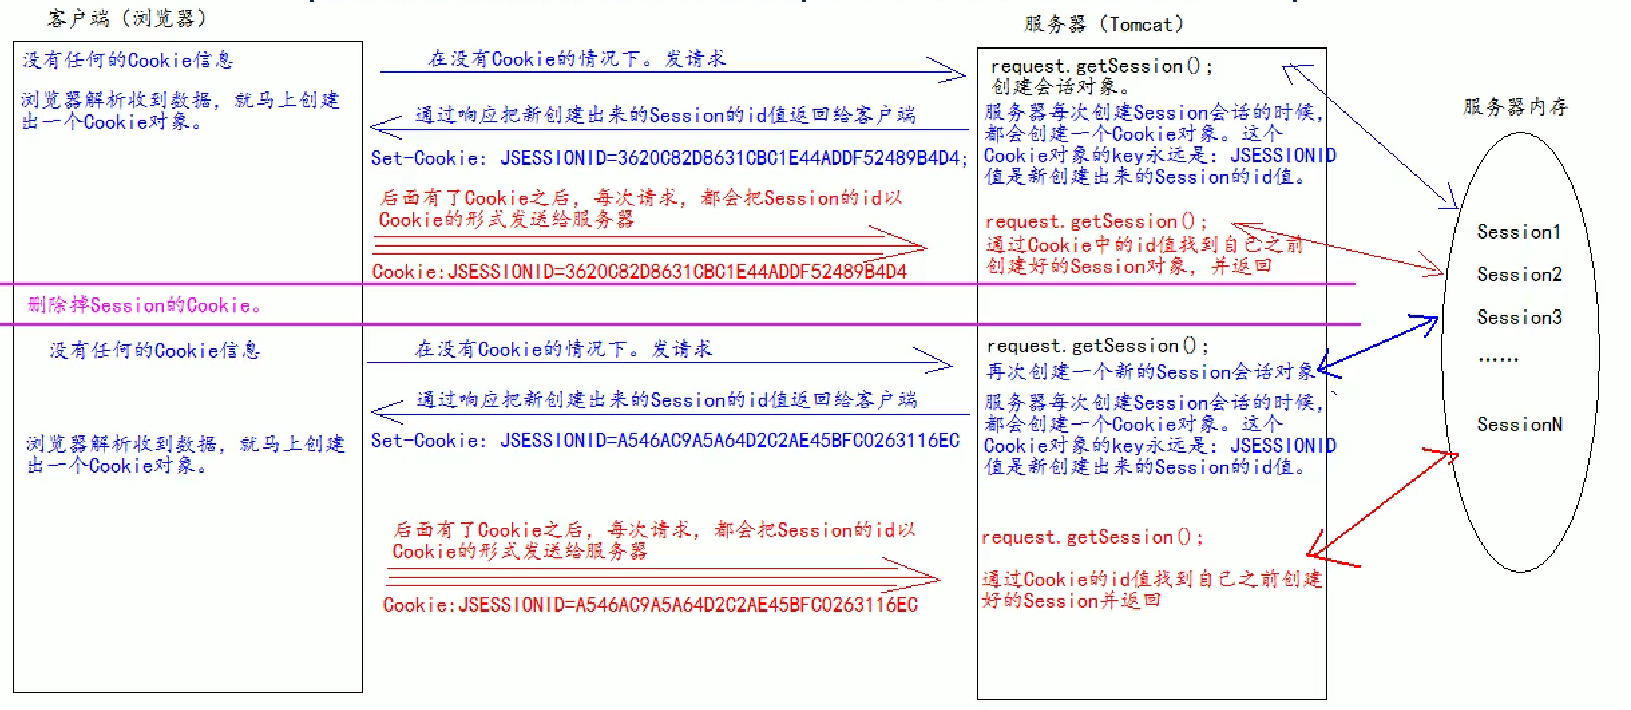 客户端（浏览器）
服务器（Tomcat）
没有任何的Cookie信息
浏览器解析收到数据，就马上创建
出一个Cookie对象。
在没有Cookie的情况下。发请求
通过响应把新创建出来的Session的id值返回给客户端
Set-Cookie: JSESSIONID=3620C82D8631CBC1E44ADDF52489B4D4;
后面有了Cookie之后，每次请求，都会把Session的id以
Cookie的形式发送给服务器
Cookie:JSESSIONID=3620C82D8631CBC1E44ADDF52489B4D4
request.getSession();
创建会话对象。
服务器每次创建Session会话的时候，
都会创建一个Cookie对象。这个
Cookie对象的key永远是：JSESSIONID
值是新创建出来的Session的id值。
request.getSession();
通过Cookie中的id值找到自己之前
创建好的Session对象，并返回
服务器内存
Session1
Session2
Session3
......
SessionN
删除掉Session的Cookie。
没有任何的Cookie信息
浏览器解析收到数据，就马上创建
出一个Cookie对象。
在没有Cookie的情况下。发请求
通过响应把新创建出来的Session的id值返回给客户端
Set-Cookie: JSESSIONID=A546AC9A5A64D2C2AE45BFC0263116EC
后面有了Cookie之后，每次请求，都会把Session的id以
Cookie的形式发送给服务器
Cookie:JSESSIONID=A546AC9A5A64D2C2AE45BFC0263116EC
request.getSession();
再次创建一个新的Session会话对象
服务器每次创建Session会话的时候，
都会创建一个Cookie对象。这个
Cookie对象的key永远是：JSESSIONID
值是新创建出来的Session的id值。
request.getSession();
通过Cookie的id值找到自己之前创建
好的Session并返回